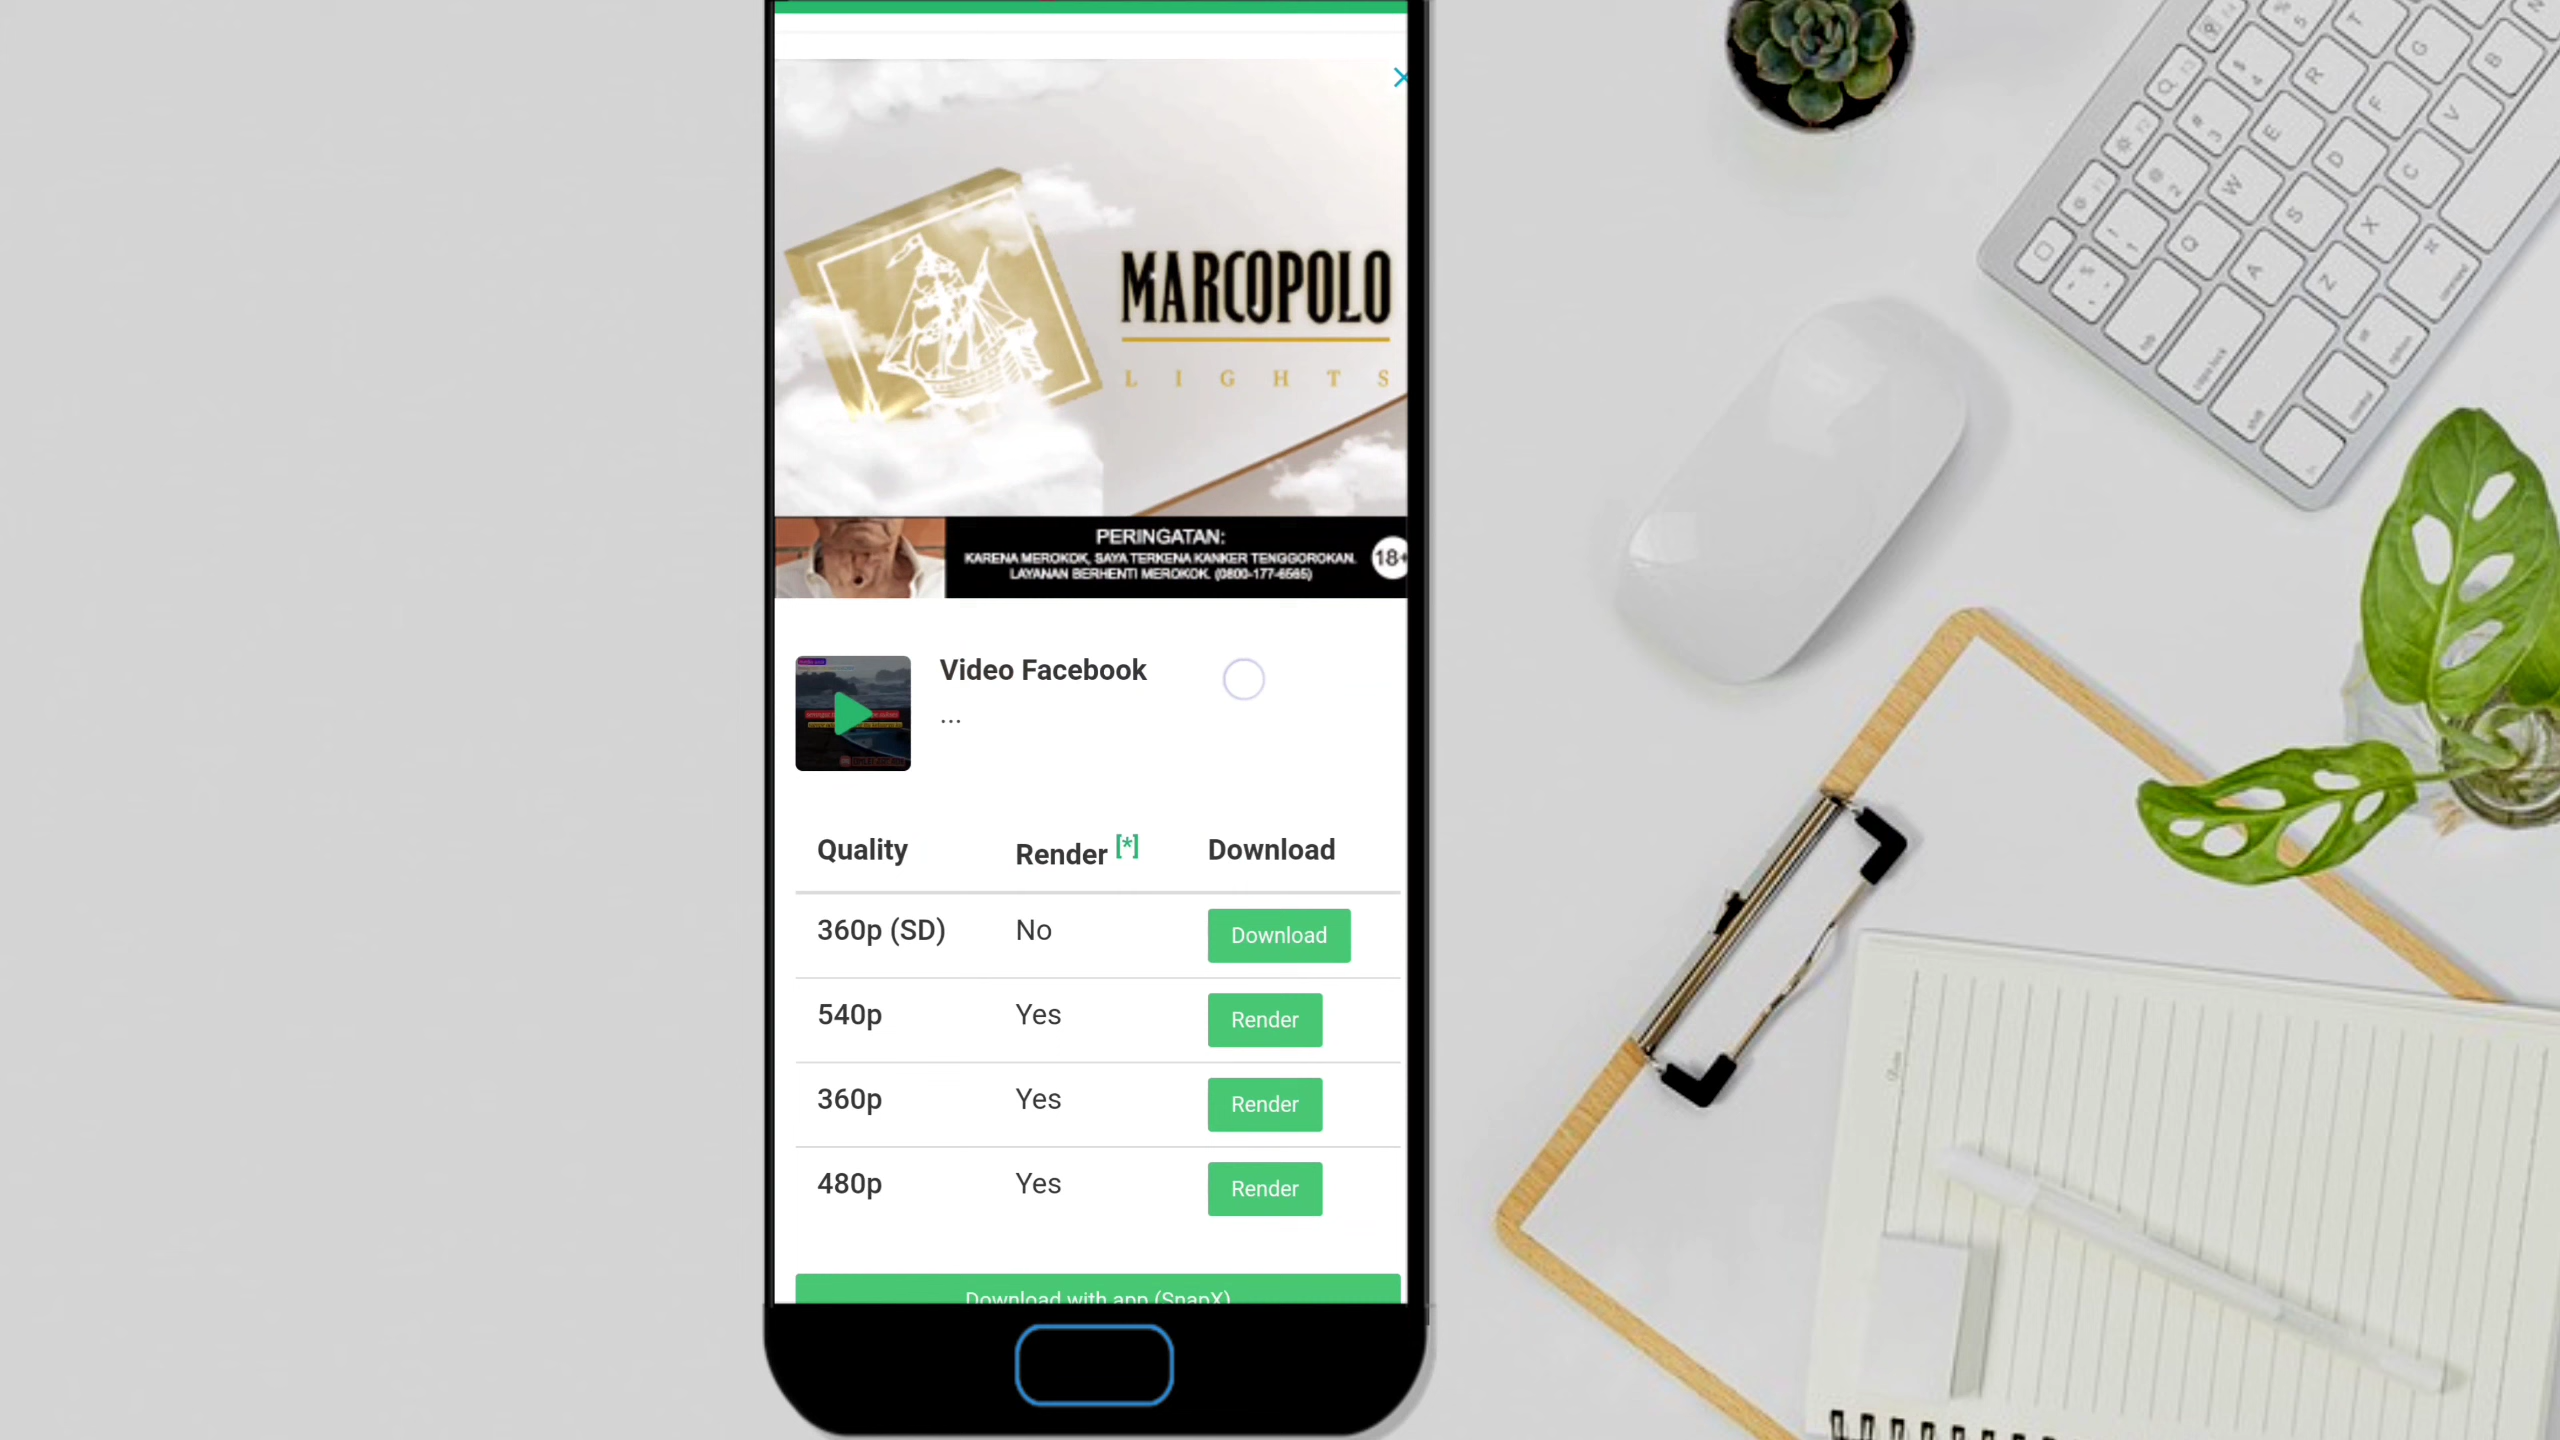 MARCOPOLO
LIGHTS
PERINGATAN:
KARENA MEROKOK, SAYA TERKENA KANKER TENGGOROKAN.
LAYANAN BERHENTI MEROKOK. (0800-177-6565)
18+
Video Facebook
...
Quality Render [*] Download
360p (SD) No Download
540p Yes Render
360p Yes Render
480p Yes Render
Download with app (SnapX)